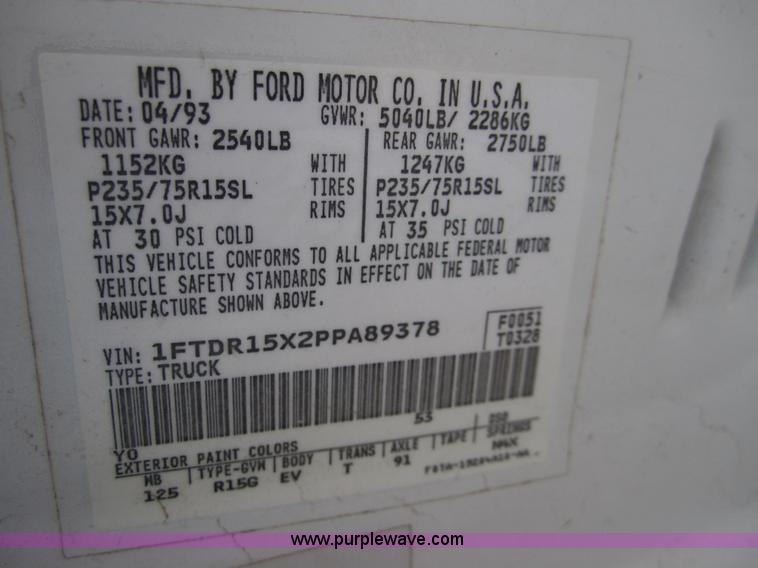 MFD. BY FORD MOTOR CO. IN U.S.A.
DATE: 04/93 GVWR: 5040LB/ 2286KG
FRONT GAWR: 2540LB REAR GAWR: 2750LB
1152KG WITH 1247KG WITH
P235/75R15SL TIRES P235/75R15SL TIRES
15X7.0J RIMS 15X7.0J RIMS
AT 30 PSI COLD AT 35 PSI COLD
THIS VEHICLE CONFORMS TO ALL APPLICABLE FEDERAL MOTOR
VEHICLE SAFETY STANDARDS IN EFFECT ON THE DATE OF
MANUFACTURE SHOWN ABOVE.
VIN: 1FTDR15X2PPA89378 F0051
TYPE: TRUCK T0328
53
YO DSO
EXTERIOR PAINT COLORS
WB TYPE-GVW BODY TRANS AXLE TAPE SPRINGS
125 R15G EV T 91
www.purplewave.com